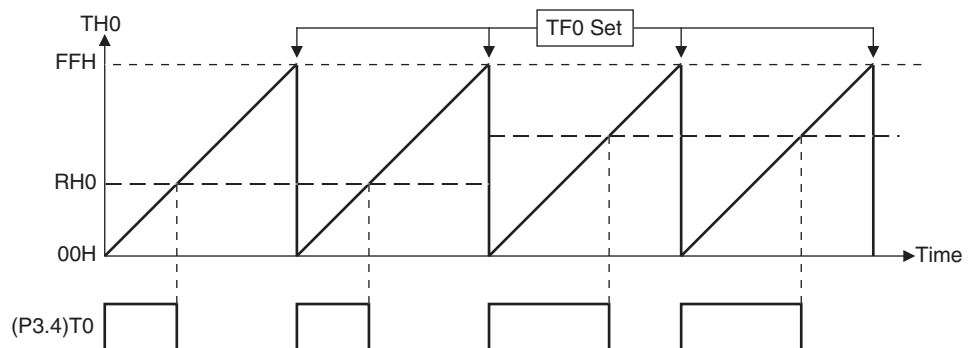 TH0
TF0 Set
FFH
RH0
00H
Time
(P3.4)T0